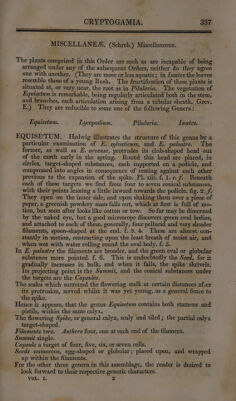 CRYPTOGAMIA. 337
MISCELLANEÆ. (Schreb.) Miscellaneous.
The plants comprized in this Order are such as are incapable of being
arranged under any of the subsequent Orders, neither do they agree
one with another. (They are more or less aquatic; in Isoetes the leaves
resemble those of a young Rush. The fructification of these plants is
situated at, or very near, the root as in Pilularia. The vegetation of
Equisetum is remarkable, being regularly articulated both in the stem,
and branches, each articulation arising from a tubular sheath. Grev.
E.) They are reducible to some one of the following Genera:
Equisetum. Lycopodium. Pilularia. Isoetes.
EQUISETUM. Hedwig illustrates the structure of this genus by a
particular examination of E. sylvaticum, and E. palustre. The
former, as well as E. arvense, protrudes its club-shaped head out
of the earth early in the spring. Round this head are placed, in
circles, target-shaped substances, each supported on a pedicle, and
compressed into angles in consequence of resting against each other
previous to the expansion of the spike. Pl. xiii. f. 1. c. f. Beneath
each of these targets we find from four to seven conical substances,
with their points leaning a little inward towards the pedicle. fig. 2. f.
They open on the inner side, and upon shaking them over a piece of
paper, a greenish powdery mass falls out, which at first is full of mo-
tion, but soon after looks like cotton or tow. So far may be discerned
by the naked eye, but a good microscope discovers green oval bodies,
and attached to each of them, generally, four pellucid and very slender
filaments, spoon-shaped at the end. f. 3. 4. These are almost con-
stantly in motion, contracting upon the least breath of moist air, and
when wet with water rolling round the oval body. f. 5.
In E. palustre the filaments are broader, and the green oval or globular
substance more pointed. f. 6. This is undoubtedly the Seed, for it
gradually increases in bulk; and when it falls, the spike shrivels.
Its projecting point is the Summit, and the conical substances under
the targets are the Capsules.
The scales which surround the flowering stalk at certain distances after
its protrusion, served whilst it was yet young, as a general fence to
the spike.
Hence it appears, that the genus Equisetum contains both stamens and
pistils, within the same calyx.
The flowering Spike, or general calyx, scaly and tiled; the partial calyx
target-shaped.
Filaments two. Anthers four, one at each end of the filament.
Summit single.
Capsule a target of four, five, six, or seven cells.
Seeds numerous, egg-shaped or globular; placed upon, and wrapped
up within the filaments.
For the other three genera in this assemblage, the reader is desired to
look forward to their respective generic characters.
VOL. I. Z